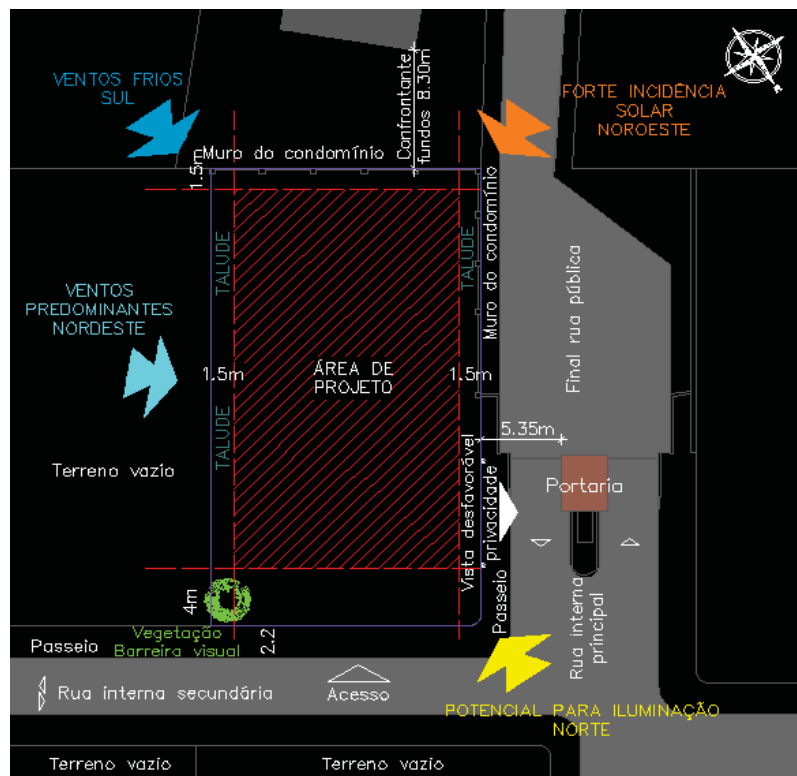 VENTOS FRIOS
SUL
Confrontante
fundos 8.30m
FORTE INCIDÊNCIA
SOLAR
NOROESTE
Muro do condomínio
1.5m
Muro do condomínio
TALUDE
TALUDE
VENTOS
PREDOMINANTES
NORDESTE
Final rua pública
1.5m
ÁREA DE
PROJETO
1.5m
TALUDE
5.35m
Terreno vazio
Vista desfavorável
"privacidade"
Portaria
4m
Passeio
Rua interna
principal
Vegetação
Barreira visual
2.2
Passeio
Rua interna secundária
Acesso
POTENCIAL PARA ILUMINAÇÃO
NORTE
Terreno vazio
Terreno vazio